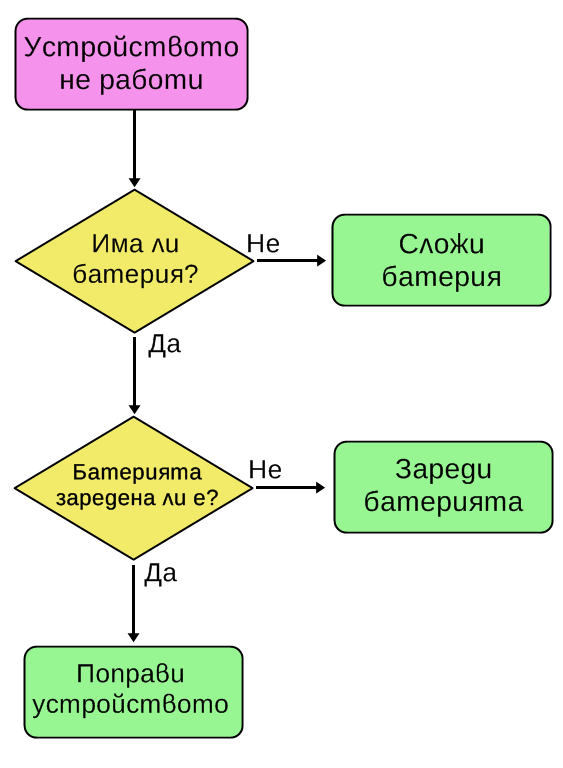 Устройството
не работи
Има ли
батерия?
Не
Сложи
батерия
Да
Батерията
заредена ли е?
Не
Зареди
батерията
Да
Поправи
устройството